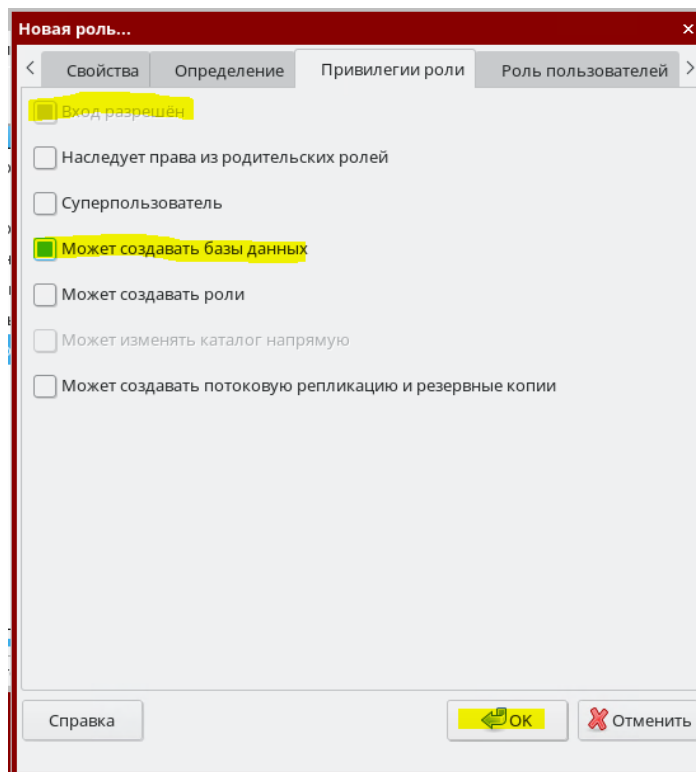 Новая роль...
Свойства Определение Привилегии роли Роль пользователей
Вход разрешён
Наследует права из родительских ролей
Суперпользователь
Может создавать базы данных
Может создавать роли
Может изменять каталог напрямую
Может создавать потоковую репликацию и резервные копии
Справка OK Отменить